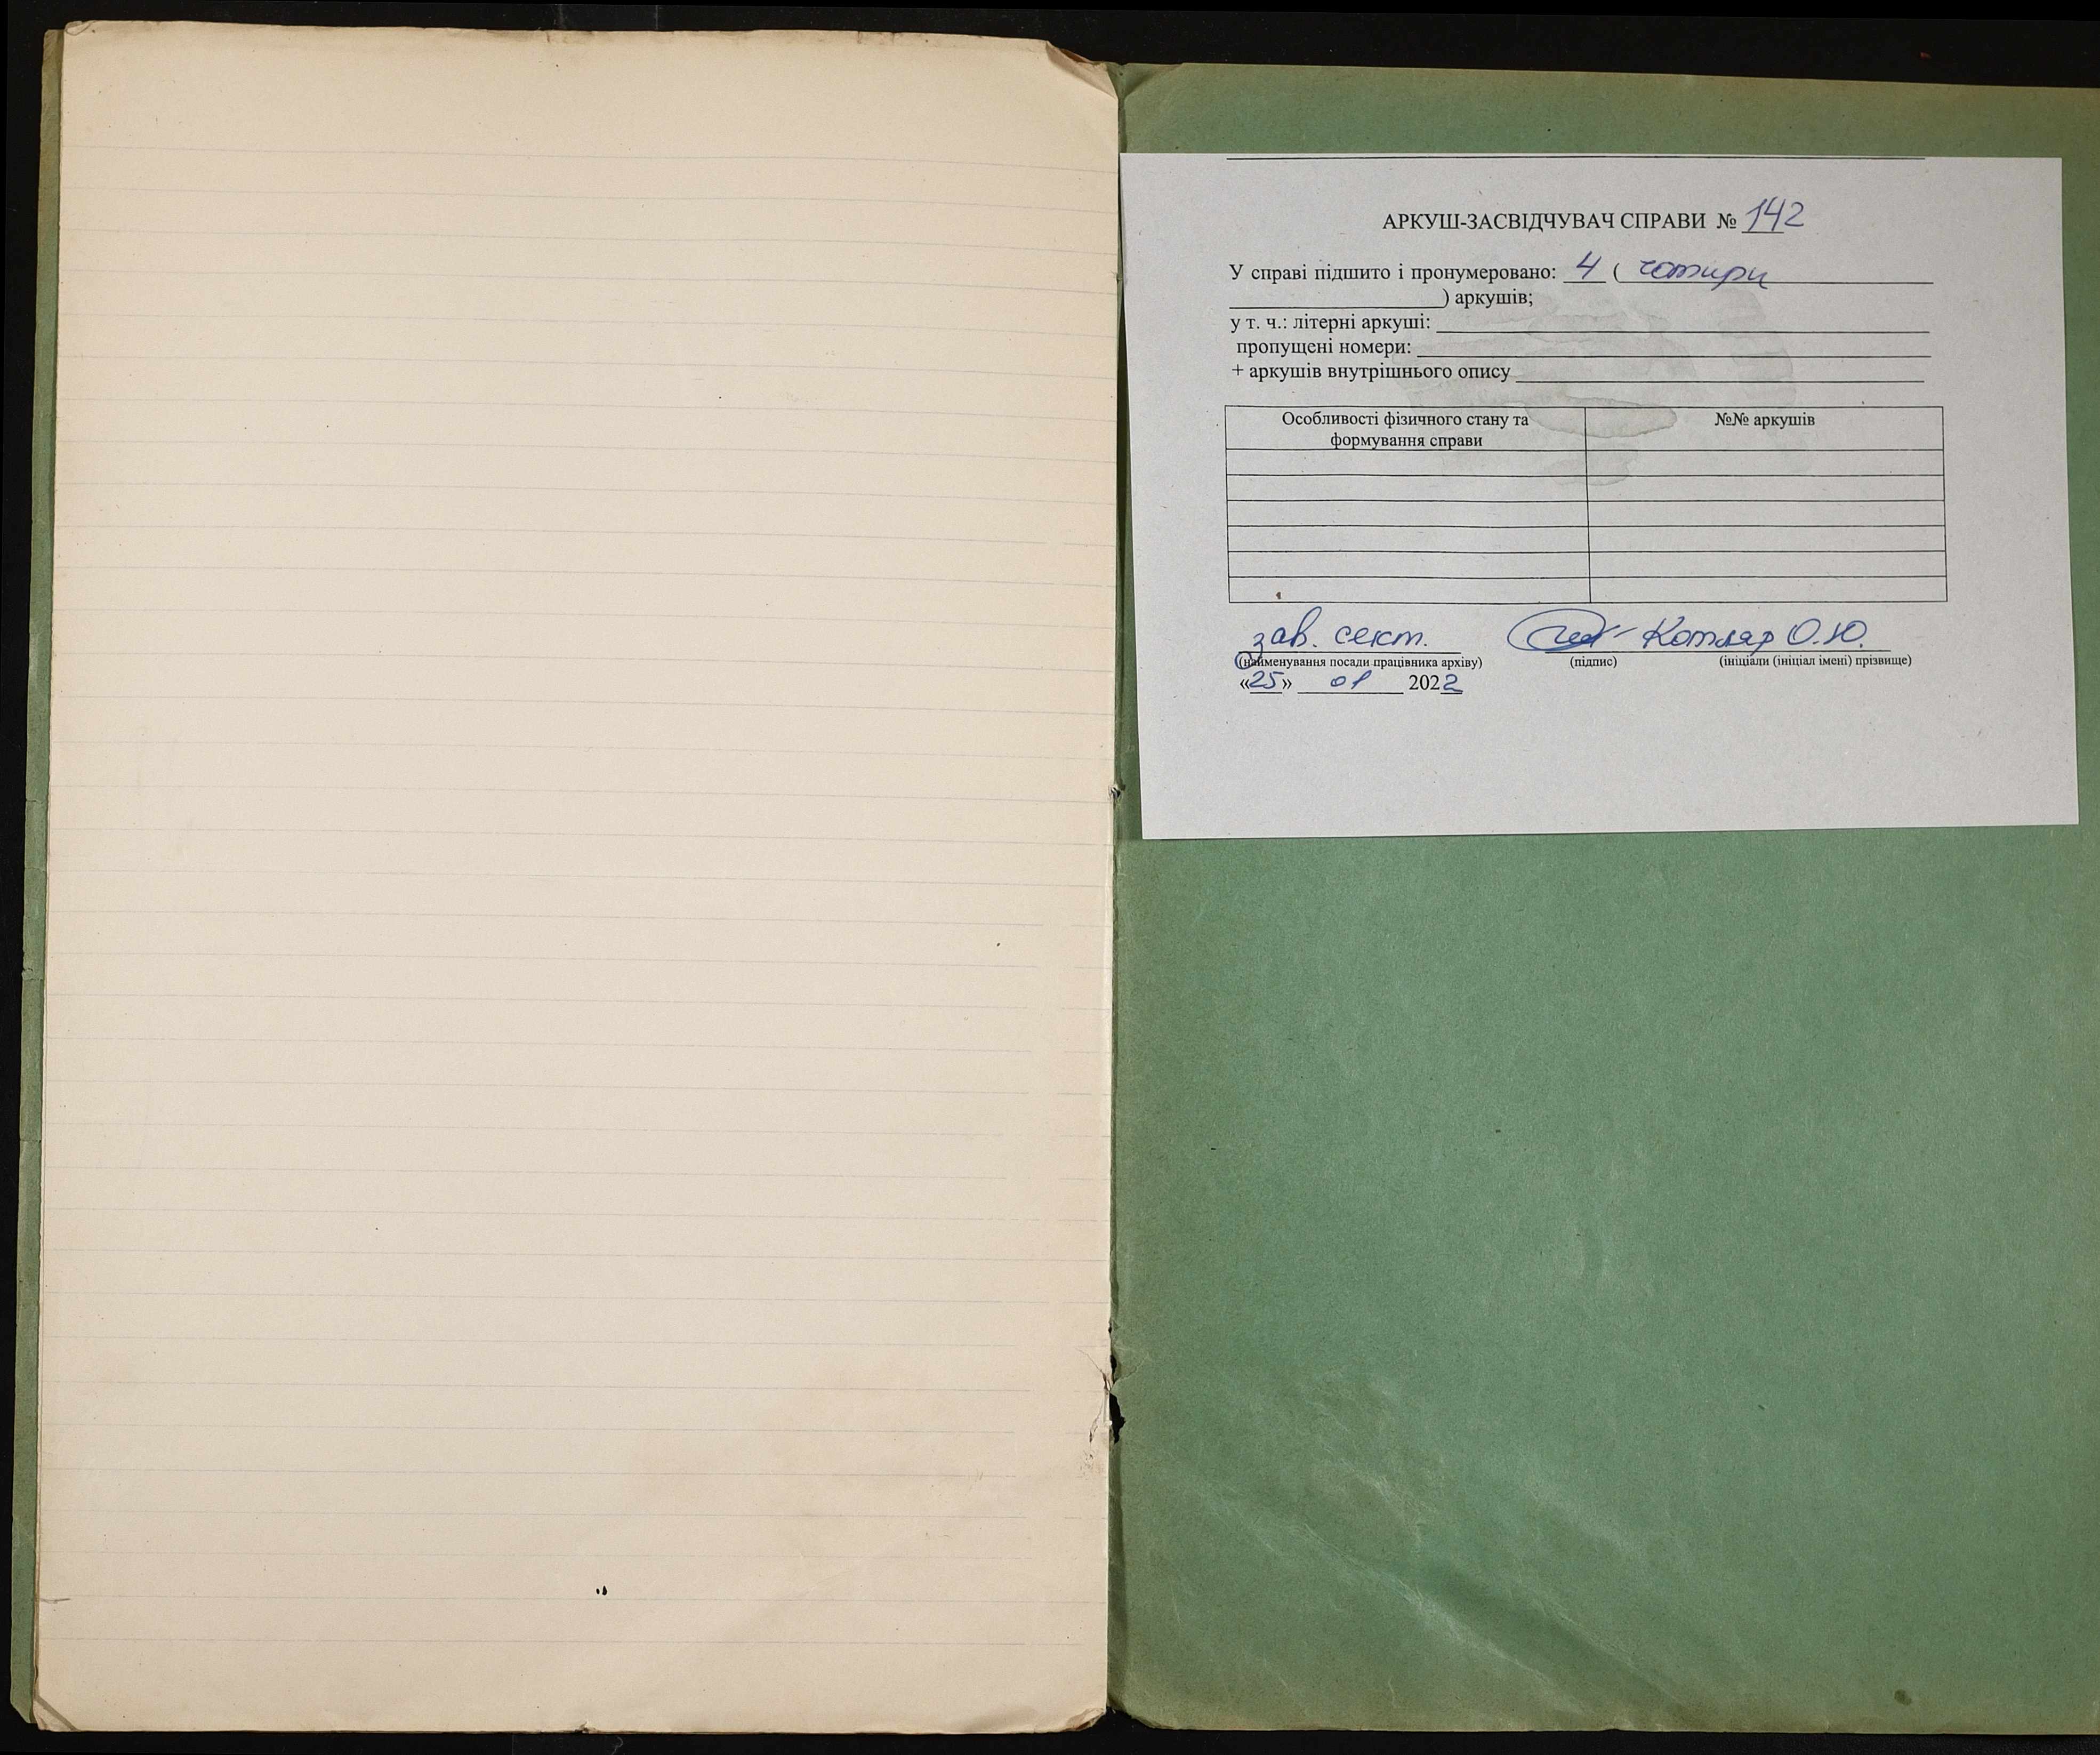 АРКУШ-ЗАСВІДЧУВАЧ СПРАВИ № 142
У справі підшито і пронумеровано: 4 ( чотири
) аркушів;
у т. ч.: літерні аркуші:
пропущені номери:
+ аркушів внутрішнього опису
Особливості фізичного стану та формування справи
№№ аркушів
зав. сект. Котляр О.Ю.
(найменування посади працівника архіву) (підпис) (ініціали (ініціал імені) прізвище)
«25» 01 2022